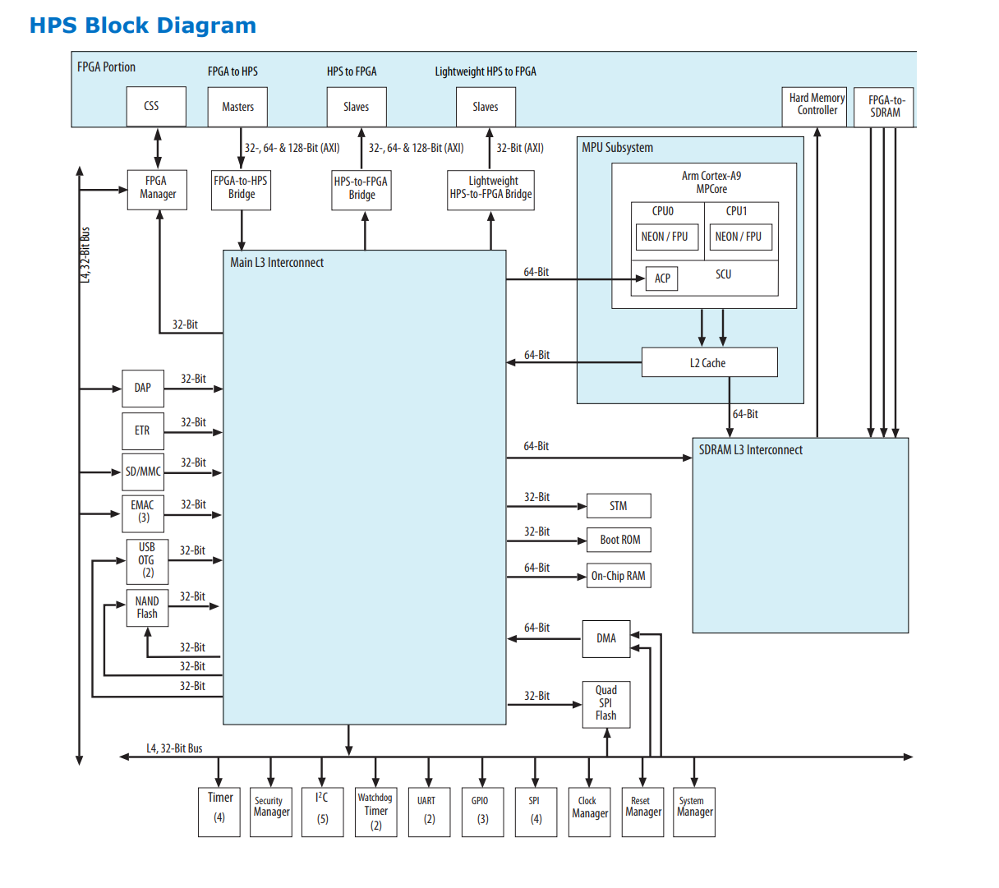 HPS Block Diagram
FPGA Portion
FPGA to HPS
HPS to FPGA
Lightweight HPS to FPGA
CSS
Masters
Slaves
Slaves
Hard Memory
Controller
FPGA-to-
SDRAM
32-, 64- & 128-Bit (AXI)
32-, 64- & 128-Bit (AXI)
32-Bit (AXI)
FPGA
Manager
FPGA-to-HPS
Bridge
HPS-to-FPGA
Bridge
Lightweight
HPS-to-FPGA Bridge
MPU Subsystem
Arm Cortex-A9
MPCore
CPU0
CPU1
NEON / FPU
NEON / FPU
ACP
SCU
L4, 32-Bit Bus
Main L3 Interconnect
64-Bit
32-Bit
64-Bit
L2 Cache
64-Bit
DAP
32-Bit
ETR
32-Bit
SD/MMC
32-Bit
EMAC
(3)
32-Bit
USB
OTG
(2)
32-Bit
NAND
Flash
32-Bit
32-Bit
32-Bit
32-Bit
64-Bit
SDRAM L3 Interconnect
32-Bit
STM
32-Bit
Boot ROM
64-Bit
On-Chip RAM
64-Bit
DMA
32-Bit
Quad
SPI
Flash
L4, 32-Bit Bus
Timer
(4)
Security
Manager
I²C
(5)
Watchdog
Timer
(2)
UART
(2)
GPIO
(3)
SPI
(4)
Clock
Manager
Reset
Manager
System
Manager